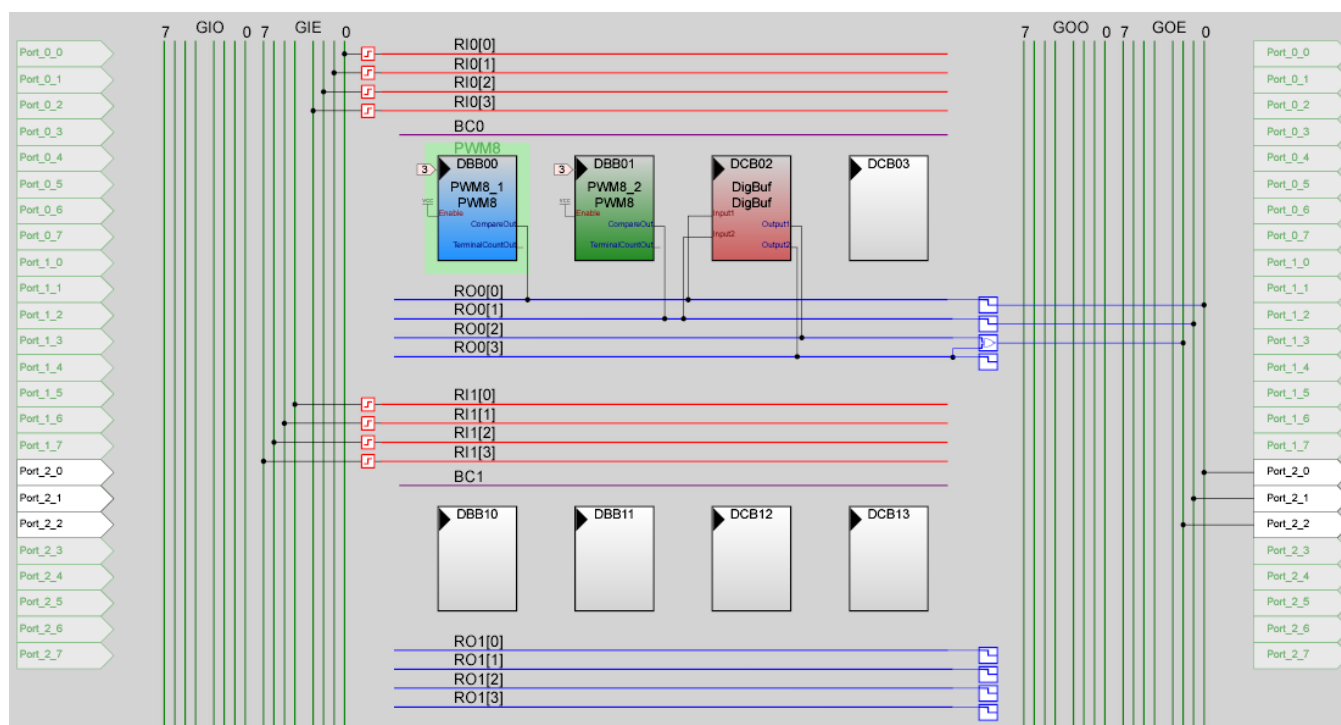 7 GIO 0 7 GIE 0
7 GOO 0 7 GOE 0
Port_0_0
Port_0_1
Port_0_2
Port_0_3
Port_0_4
Port_0_5
Port_0_6
Port_0_7
Port_1_0
Port_1_1
Port_1_2
Port_1_3
Port_1_4
Port_1_5
Port_1_6
Port_1_7
Port_2_0
Port_2_1
Port_2_2
Port_2_3
Port_2_4
Port_2_5
Port_2_6
Port_2_7
RI0[0]
RI0[1]
RI0[2]
RI0[3]
BC0
PWM8
3
DBB00
PWM8_1
PWM8
VCC
Enable
CompareOut
TerminalCountOut
3
DBB01
PWM8_2
PWM8
VCC
Enable
CompareOut
TerminalCountOut
DCB02
DigBuf
DigBuf
Input1
Input2
Output1
Output2
DCB03
RO0[0]
RO0[1]
RO0[2]
RO0[3]
RI1[0]
RI1[1]
RI1[2]
RI1[3]
BC1
DBB10
DBB11
DCB12
DCB13
RO1[0]
RO1[1]
RO1[2]
RO1[3]
Port_0_0
Port_0_1
Port_0_2
Port_0_3
Port_0_4
Port_0_5
Port_0_6
Port_0_7
Port_1_0
Port_1_1
Port_1_2
Port_1_3
Port_1_4
Port_1_5
Port_1_6
Port_1_7
Port_2_0
Port_2_1
Port_2_2
Port_2_3
Port_2_4
Port_2_5
Port_2_6
Port_2_7